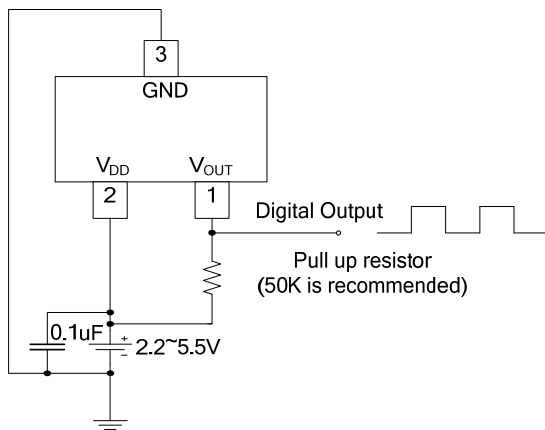 3
GND
VDD
VOUT
2
1
Digital Output
Pull up resistor
(50K is recommended)
0.1uF
+
2.2~5.5V
-